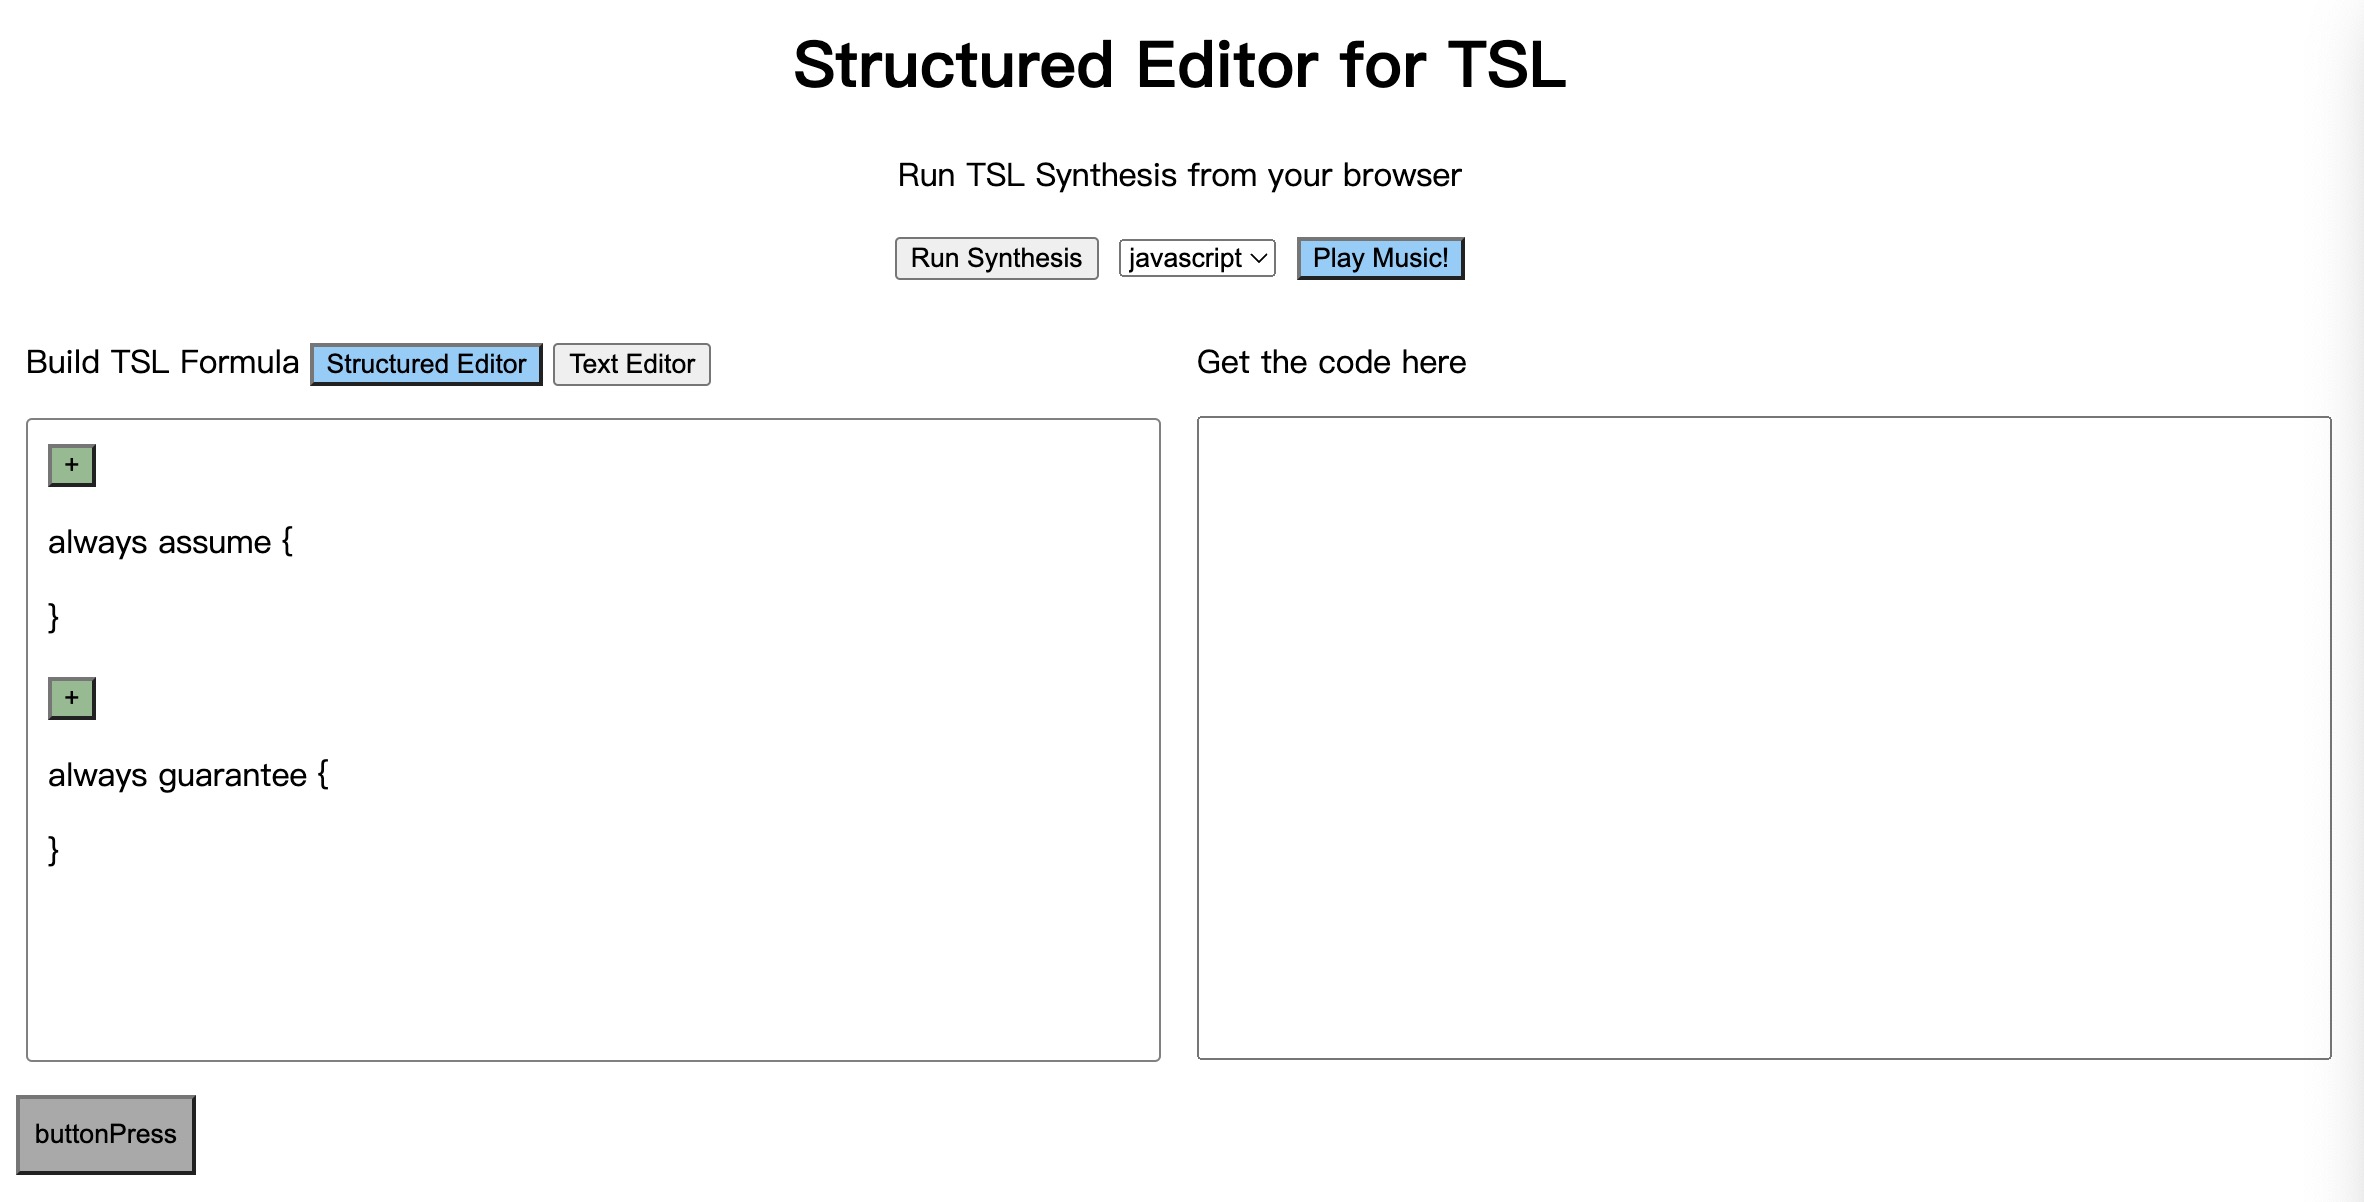 Structured Editor for TSL
Run TSL Synthesis from your browser
Run Synthesis javascript Play Music!
Build TSL Formula Structured Editor Text Editor
Get the code here
+
always assume {
}
+
always guarantee {
}
buttonPress